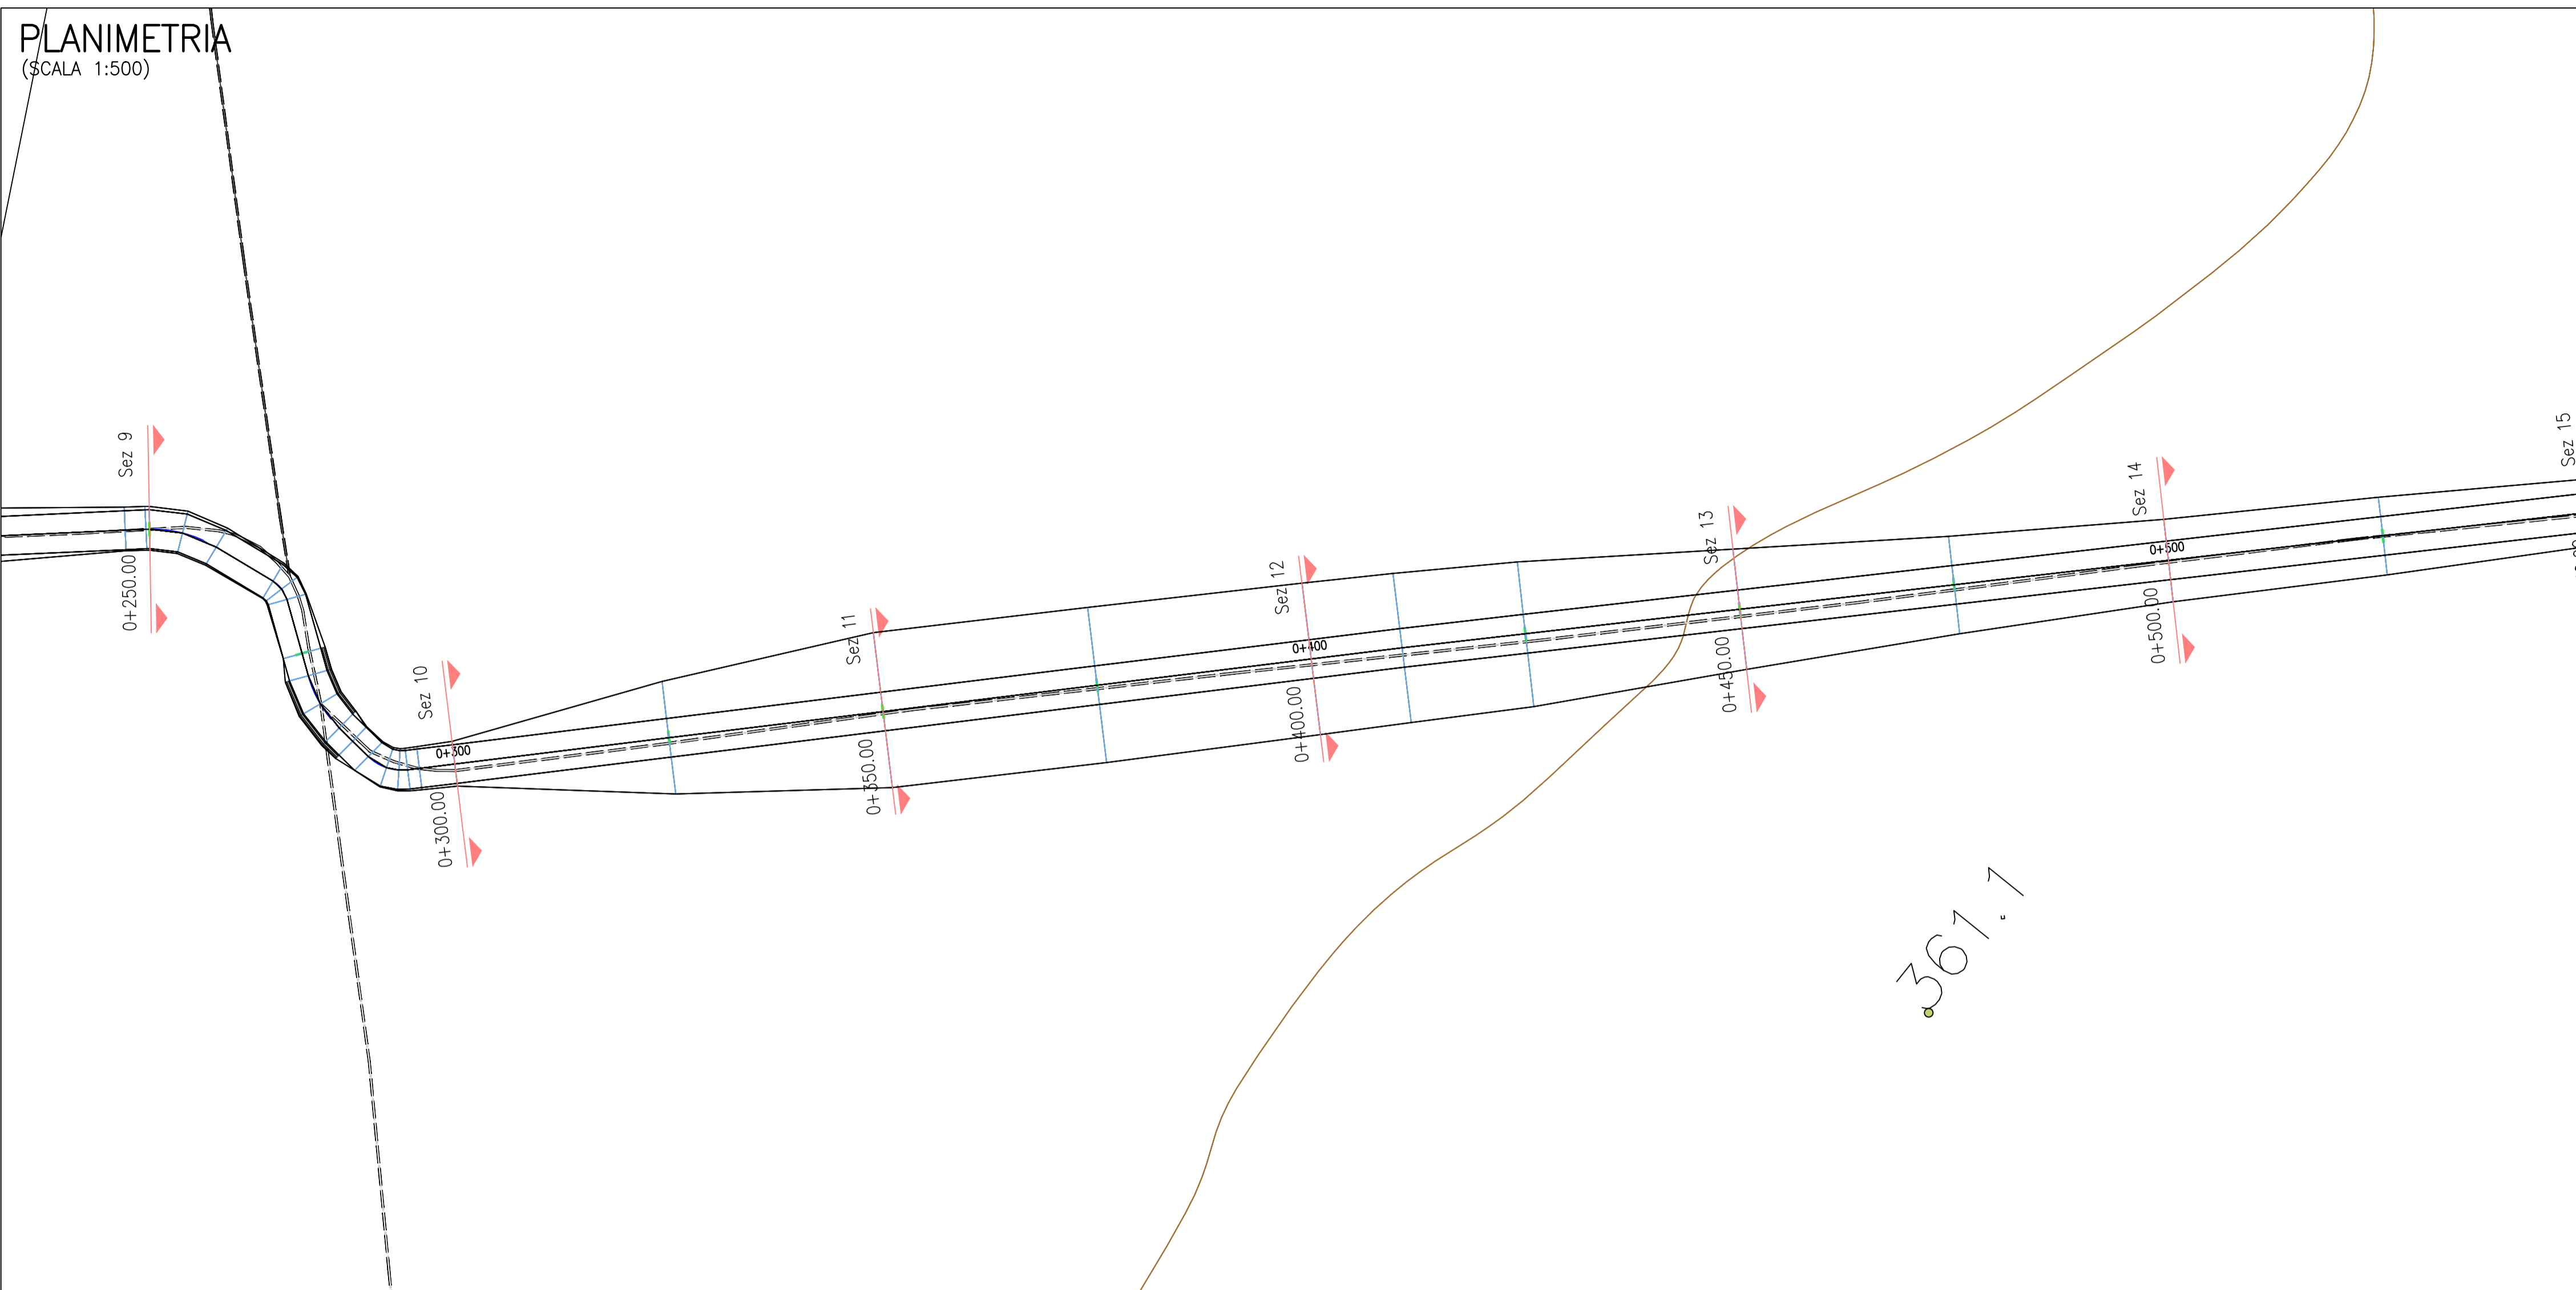 PLANIMETRIA
(SCALA 1:500)
Sez 9
0+250.00
Sez 10
0+300
0+300.00
Sez 11
0+350.00
Sez 12
0+400
0+400.00
Sez 13
0+450.00
Sez 14
0+500
0+500.00
Sez 15
361.1